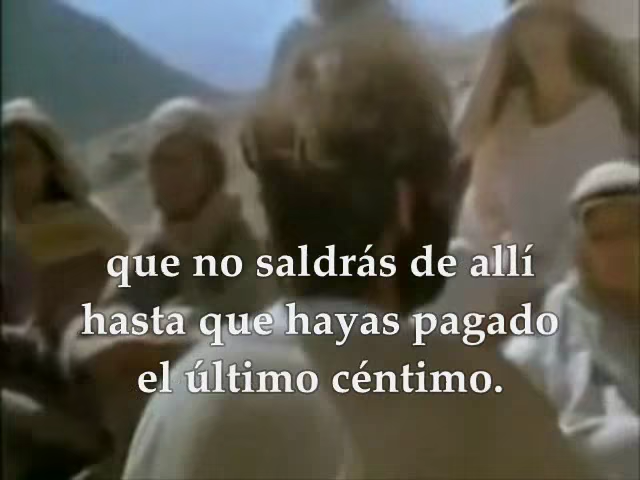 que no saldrás de allí
hasta que hayas pagado
el último céntimo.